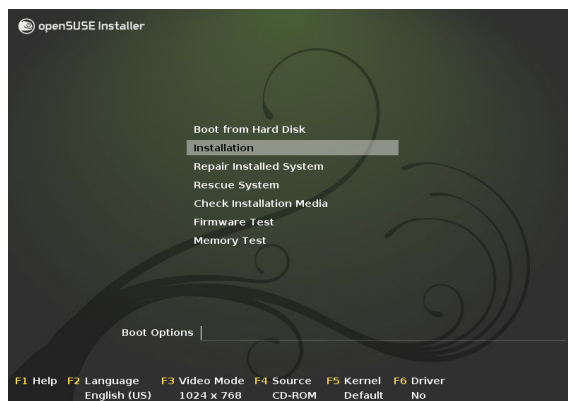 openSUSE Installer
Boot from Hard Disk
Installation
Repair Installed System
Rescue System
Check Installation Media
Firmware Test
Memory Test
Boot Options
F1 Help F2 Language F3 Video Mode F4 Source F5 Kernel F6 Driver
English (US) 1024 x 768 CD-ROM Default No